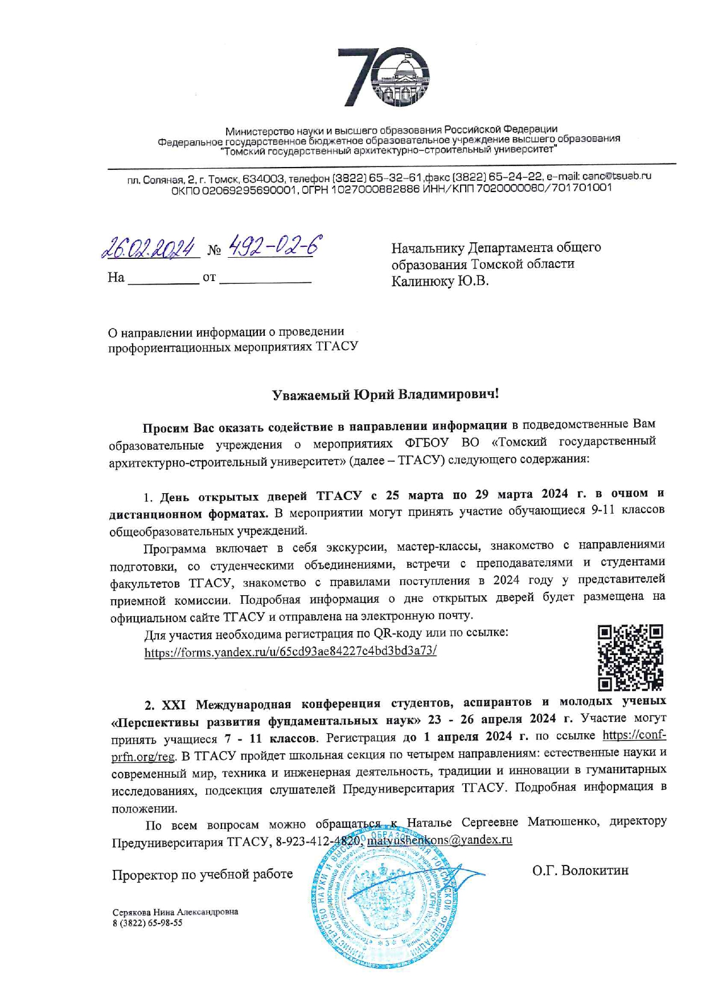 70
Министерство науки и высшего образования Российской Федерации
Федеральное государственное бюджетное образовательное учреждение высшего образования
"Томский государственный архитектурно-строительный университет"
пл. Соляная, 2, г. Томск, 634003, телефон (3822) 65-32-61,факс (3822) 65-24-22, e-mail: canc@tsuab.ru
ОКПО 02069295690001, ОГРН 1027000882886 ИНН/КПП 7020000080/701701001
26.02.2024 № 492-02-6
На ___________ от ______________
Начальнику Департамента общего
образования Томской области
Калинюку Ю.В.
О направлении информации о проведении
профориентационных мероприятиях ТГАСУ
Уважаемый Юрий Владимирович!
Просим Вас оказать содействие в направлении информации в подведомственные Вам
образовательные учреждения о мероприятиях ФГБОУ ВО «Томский государственный
архитектурно-строительный университет» (далее – ТГАСУ) следующего содержания:
1. День открытых дверей ТГАСУ с 25 марта по 29 марта 2024 г. в очном и
дистанционном форматах. В мероприятии могут принять участие обучающиеся 9-11 классов
общеобразовательных учреждений.
Программа включает в себя экскурсии, мастер-классы, знакомство с направлениями
подготовки, со студенческими объединениями, встречи с преподавателями и студентами
факультетов ТГАСУ, знакомство с правилами поступления в 2024 году у представителей
приемной комиссии. Подробная информация о дне открытых дверей будет размещена на
официальном сайте ТГАСУ и отправлена на электронную почту.
Для участия необходима регистрация по QR-коду или по ссылке:
https://forms.yandex.ru/u/65cd93ae84227c4bd3bd3a73/
2. XXI Международная конференция студентов, аспирантов и молодых ученых
«Перспективы развития фундаментальных наук» 23 - 26 апреля 2024 г. Участие могут
принять учащиеся 7 - 11 классов. Регистрация до 1 апреля 2024 г. по ссылке https://conf-
prfn.org/reg. В ТГАСУ пройдет школьная секция по четырем направлениям: естественные науки и
современный мир, техника и инженерная деятельность, традиции и инновации в гуманитарных
исследованиях, подсекция слушателей Предуниверситария ТГАСУ. Подробная информация в
положении.
По всем вопросам можно обращаться к Наталье Сергеевне Матюшенко, директору
Предуниверситария ТГАСУ, 8-923-412-4820, matyushenkons@yandex.ru
Проректор по учебной работе
О.Г. Волокитин
Серякова Нина Александровна
8 (3822) 65-98-55
МИНИСТЕРСТВО НАУКИ И ВЫСШЕГО ОБРАЗОВАНИЯ РОССИЙСКОЙ ФЕДЕРАЦИИ